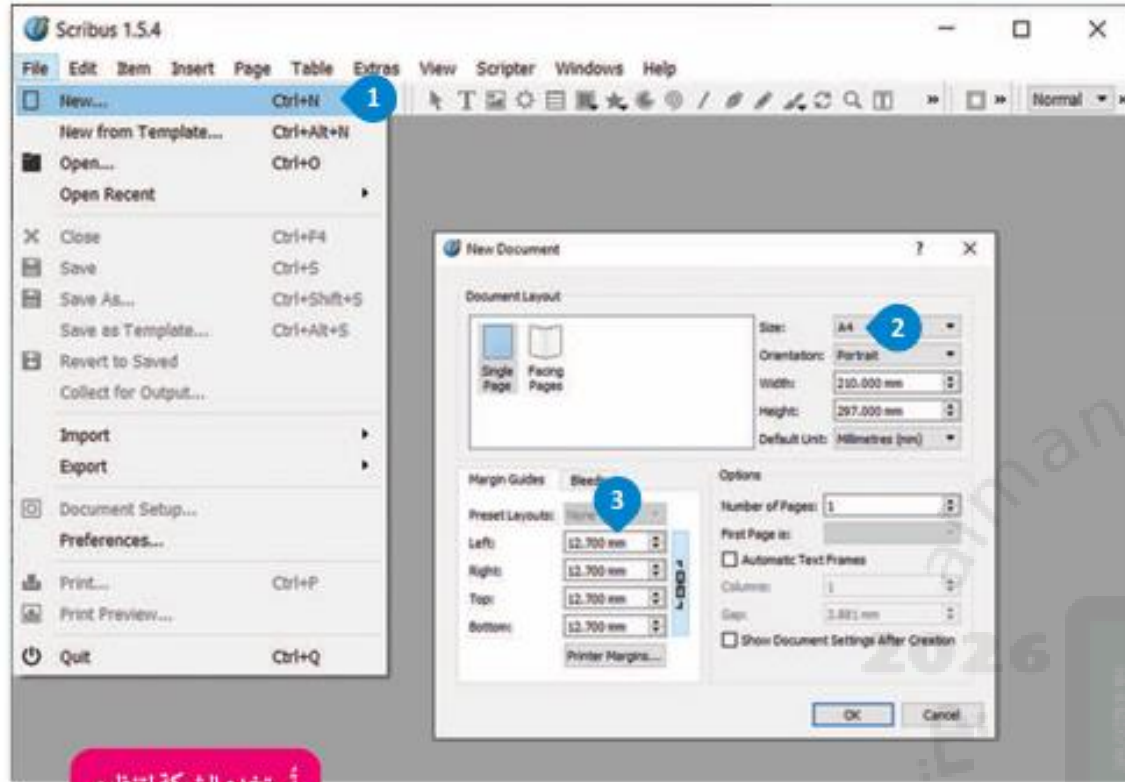 Scribus 1.5.4
File Edit Item Insert Page Table Extras View Scripter Windows Help
New... Ctrl+N 1
Normal
New from Template... Ctrl+Alt+N
Open... Ctrl+O
Open Recent
Close Ctrl+F4
Save Ctrl+S
Save As... Ctrl+Shift+S
Save as Template... Ctrl+Alt+S
Revert to Saved
Collect for Output...
Import
Export
Document Setup...
Preferences...
Print... Ctrl+P
Print Preview...
Quit Ctrl+Q
New Document
Document Layout
Single Page
Facing Pages
Size: A4 2
Orientation: Portrait
Width: 210.000 mm
Height: 297.000 mm
Default Unit: Millimetres (mm)
Margin Guides
3
Preset Layouts:
Left: 12.700 mm
Right: 12.700 mm
Top: 12.700 mm
Bottom: 12.700 mm
Printer Margins...
Options
Number of Pages: 1
First Page is:
Automatic Text Frames
Columns: 1
Gap: 3.881 mm
Show Document Settings After Creation
OK Cancel
2026